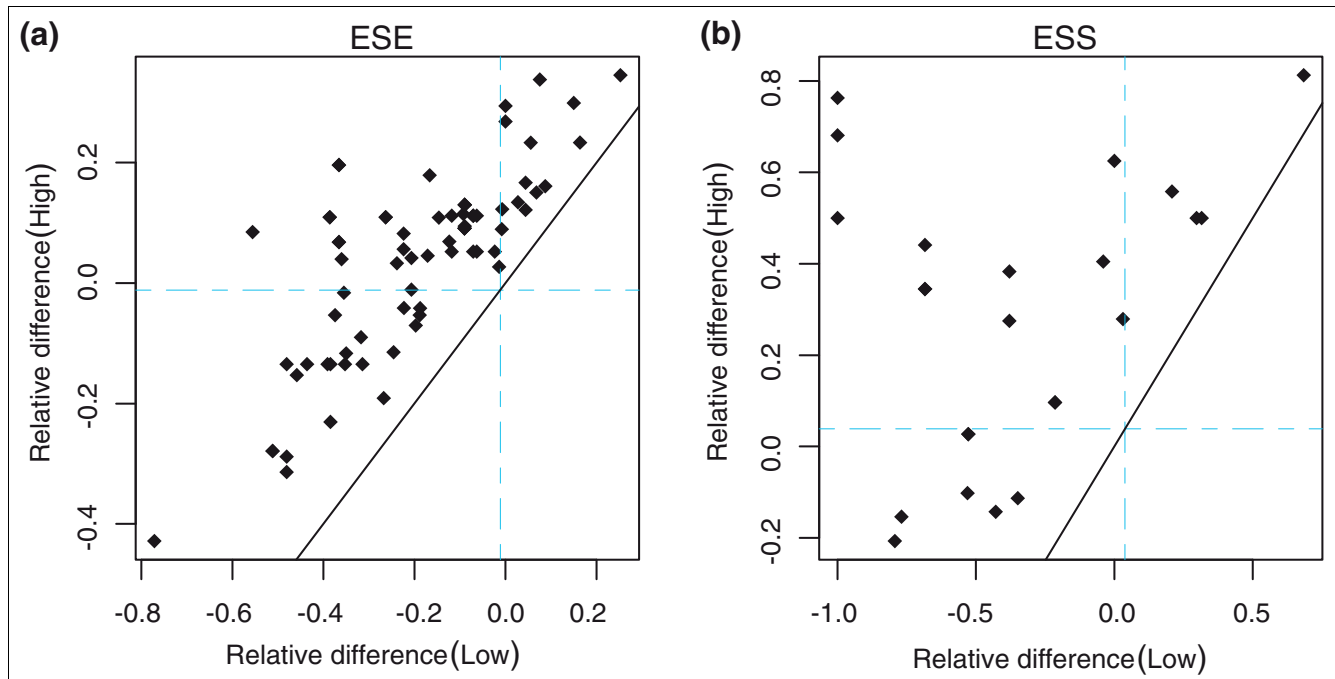 (a)
ESE
Relative difference(High)
0.2
0.0
-0.2
-0.4
-0.8 -0.6 -0.4 -0.2 0.0 0.2
Relative difference(Low)
(b)
ESS
Relative difference(High)
0.8
0.6
0.4
0.2
0.0
-0.2
-1.0 -0.5 0.0 0.5
Relative difference(Low)